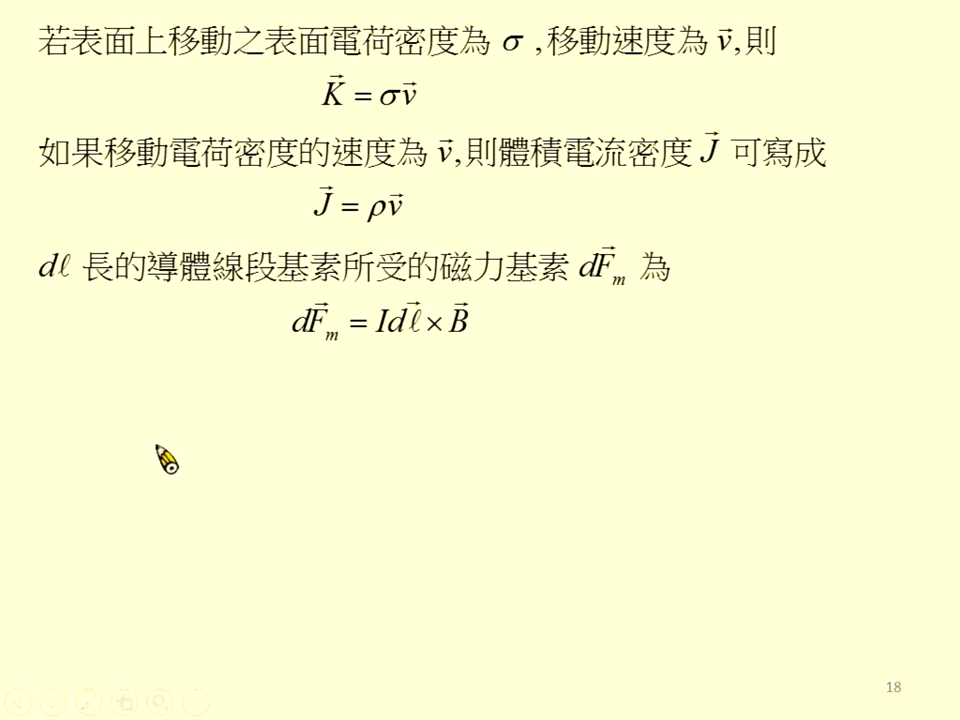 若表面上移動之表面電荷密度為 σ ,移動速度為 v⃗,則
K⃗ = σv⃗
如果移動電荷密度的速度為 v⃗,則體積電流密度 J⃗ 可寫成
J⃗ = ρv⃗
dℓ 長的導體線段基素所受的磁力基素 dF⃗ₘ 為
dF⃗ₘ = Idℓ⃗ × B⃗
18